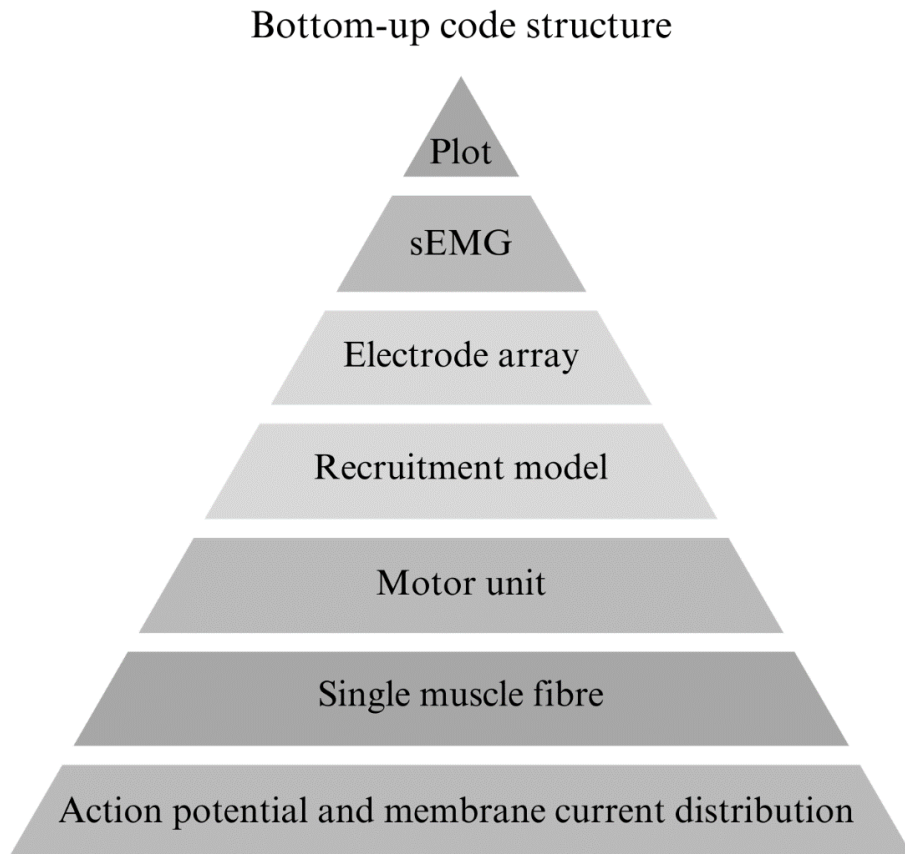 Bottom-up code structure
Plot
sEMG
Electrode array
Recruitment model
Motor unit
Single muscle fibre
Action potential and membrane current distribution